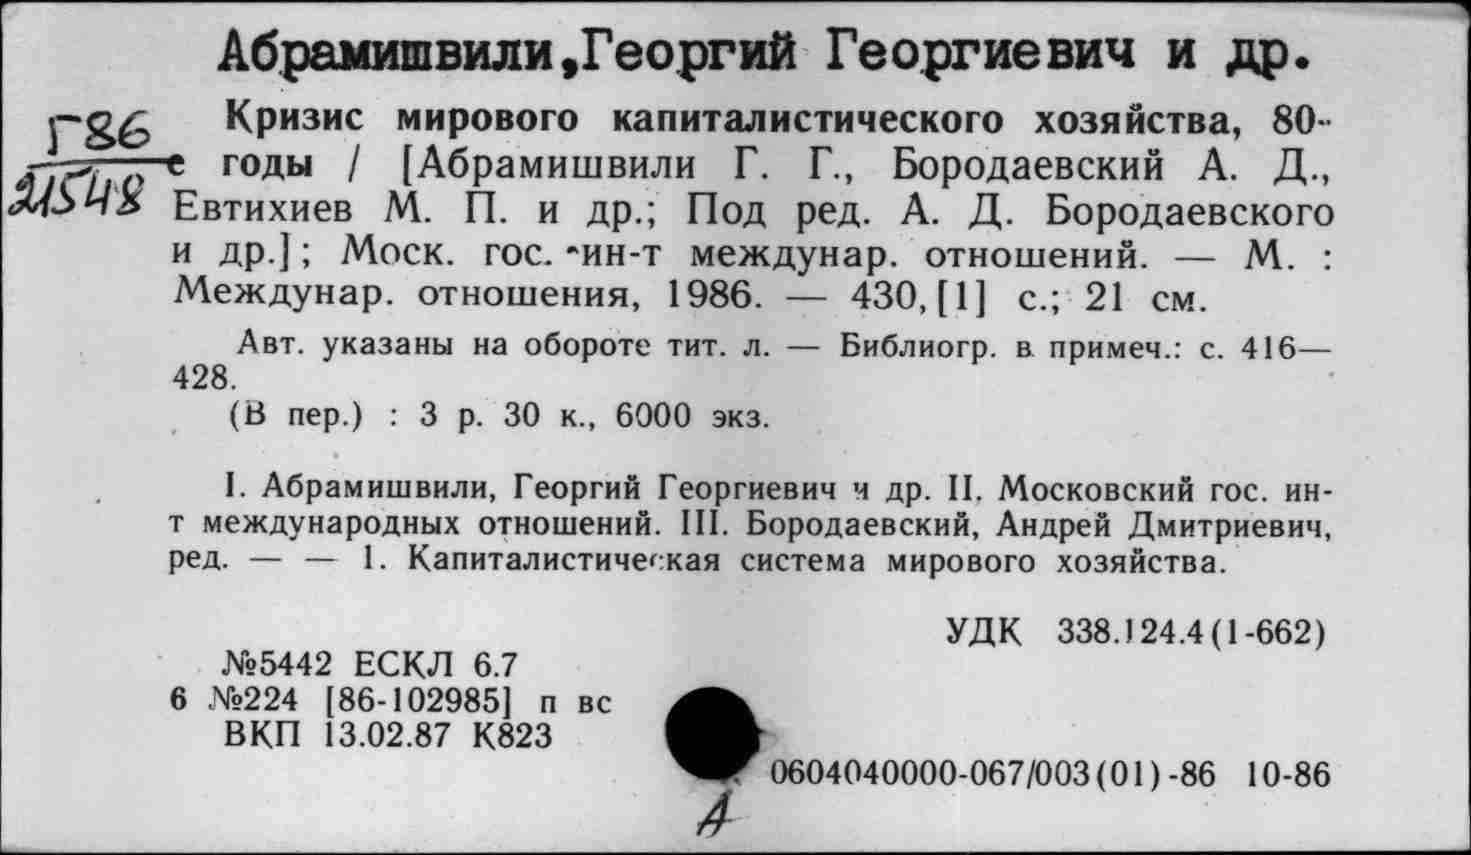 Абрамишвили,Георгий Георгиевич и др.
Г86
21548
Кризис мирового капиталистического хозяйства, 80-
е годы / [Абрамишвили Г. Г., Бородаевский А. Д.,
Евтихиев М. П. и др.; Под ред. А. Д. Бородаевского
и др.]; Моск. гос. ин-т междунар. отношений. — М. :
Междунар. отношения, 1986. — 430,[1] с.; 21 см.
Авт. указаны на обороте тит. л. — Библиогр. в примеч.: с. 416—
428.
(В пер.) : 3 р. 30 к., 6000 экз.
I. Абрамишвили, Георгий Георгиевич и др. II. Московский гос. ин-
т международных отношений. III. Бородаевский, Андрей Дмитриевич,
ред. — — 1. Капиталистическая система мирового хозяйства.
УДК 338.124.4(1-662)
№5442 ЕСКЛ 6.7
6 №224 [86-102985] п вс
ВКП 13.02.87 К823
0604040000-067/003(01)-86 10-86
А